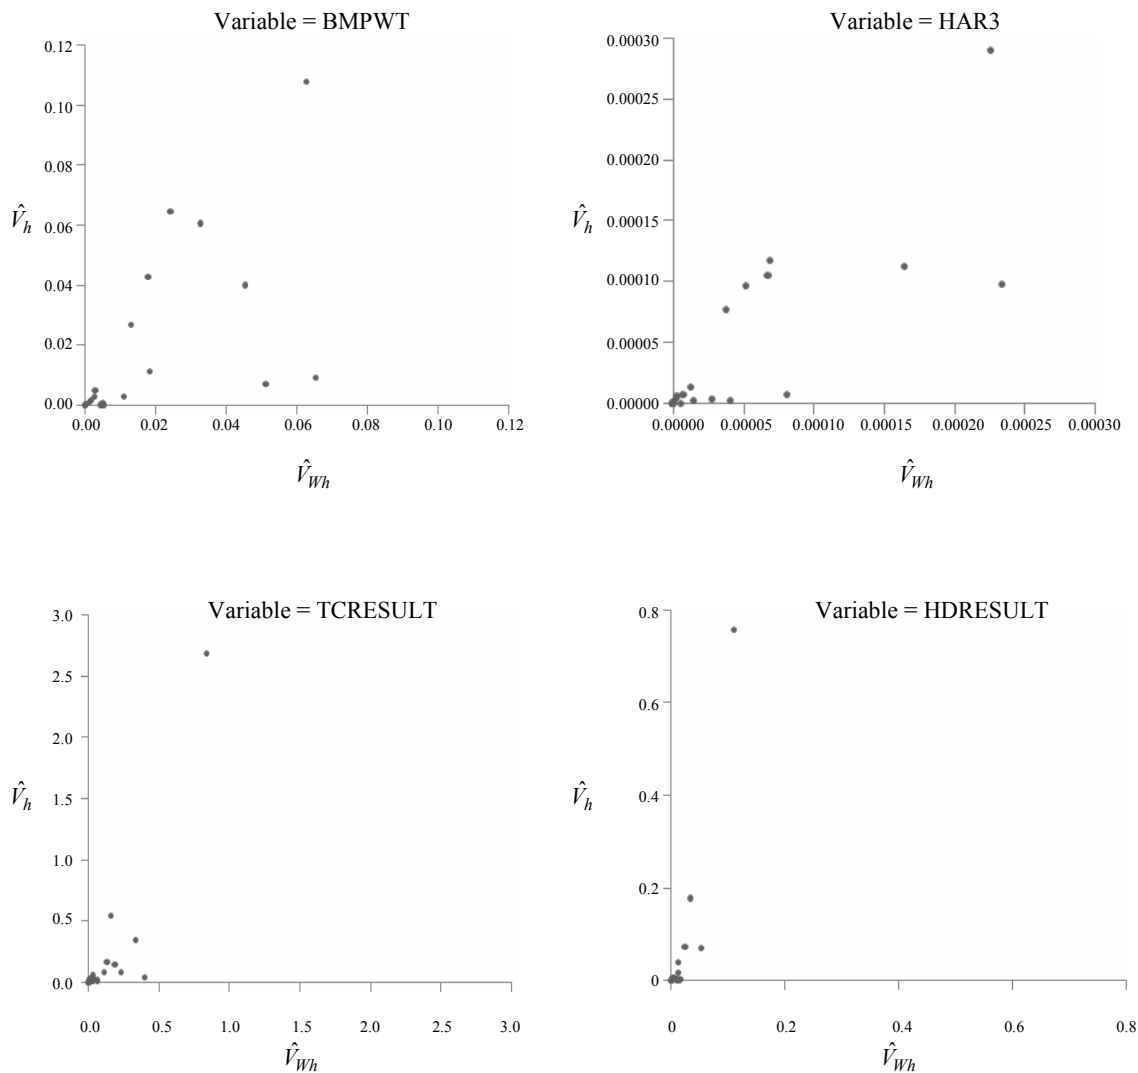 Variable = BMPWT
0.12
0.10
0.08
0.06
0.04
0.02
0.00
V̂h
0.00 0.02 0.04 0.06 0.08 0.10 0.12
V̂Wh
Variable = HAR3
0.00030
0.00025
0.00020
0.00015
0.00010
0.00005
0.00000
V̂h
0.00000 0.00005 0.00010 0.00015 0.00020 0.00025 0.00030
V̂Wh
Variable = TCRESULT
3.0
2.5
2.0
1.5
1.0
0.5
0.0
V̂h
0.0 0.5 1.0 1.5 2.0 2.5 3.0
V̂Wh
Variable = HDRESULT
0.8
0.6
0.4
0.2
0
V̂h
0 0.2 0.4 0.6 0.8
V̂Wh